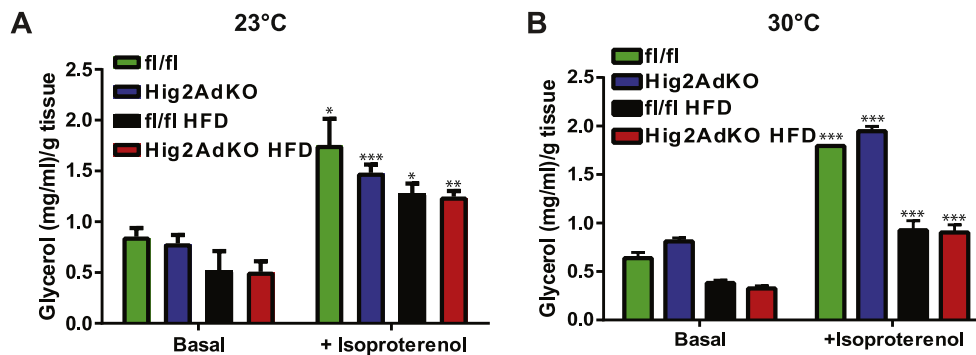 A
23°C
fl/fl
Hig2AdKO
fl/fl HFD
Hig2AdKO HFD
Glycerol (mg/ml)/g tissue
2.5
2.0
1.5
1.0
0.5
0.0
*
***
*
**
Basal
+ Isoproterenol
B
30°C
fl/fl
Hig2AdKO
fl/fl HFD
Hig2AdKO HFD
Glycerol (mg/ml)/g tissue
2.5
2.0
1.5
1.0
0.5
0.0
***
***
***
***
Basal
+Isoproterenol